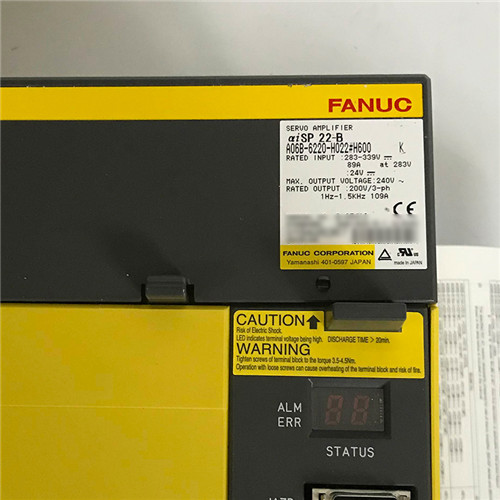 FANUC
SERVO AMPLIFIER
αiSP 22-B
A06B-6220-H022#H600 K
RATED INPUT :283-339V
89A at 283V
:24V
MAX. OUTPUT VOLTAGE:240V ~
RATED OUTPUT :200V/3-ph
1Hz-1.5KHz 109A
CE
FANUC CORPORATION
Yamanashi 401-0597 JAPAN
made in JAPAN
CAUTION
Risk of Electric Shock.
LED indicates terminal voltage being high. DISCHARGE TIME > 20min.
WARNING
Tighten screws of terminal block to the torque 3.5-4.5Nm.
Operation with loose screws can cause overheating of the terminal block and risk of fire.
ALM
ERR
STATUS